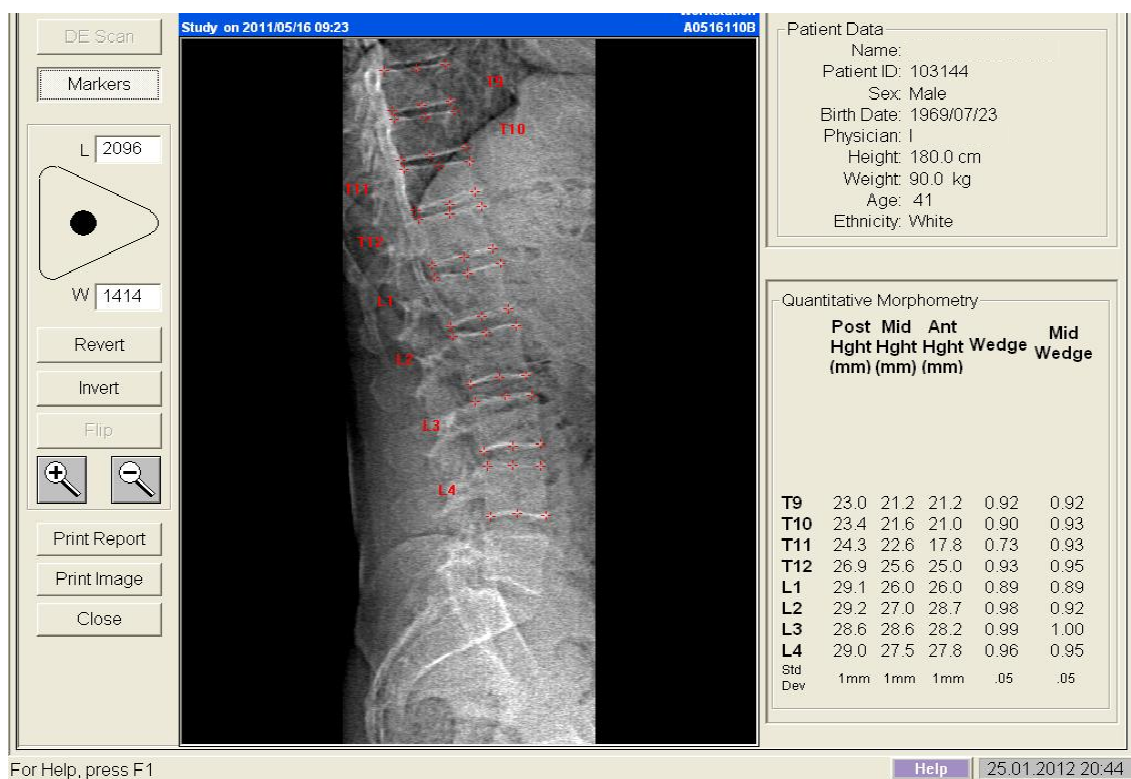 DE Scan
Markers
L 2096
W 1414
Revert
Invert
Flip
Print Report
Print Image
Close
Study on 2011/05/16 09:23 A0516110B
T9
T10
T11
T12
L1
L2
L3
L4
Patient Data
Name:
Patient ID: 103144
Sex: Male
Birth Date: 1969/07/23
Physician: I
Height: 180.0 cm
Weight: 90.0 kg
Age: 41
Ethnicity: White
Quantitative Morphometry
Post Mid Ant Wedge Mid
Hght Hght Hght Wedge
(mm) (mm) (mm)
T9 23.0 21.2 21.2 0.92 0.92
T10 23.4 21.6 21.0 0.90 0.93
T11 24.3 22.6 17.8 0.73 0.93
T12 26.9 25.6 25.0 0.93 0.95
L1 29.1 26.0 26.0 0.89 0.89
L2 29.2 27.0 28.7 0.98 0.92
L3 28.6 28.6 28.2 0.99 1.00
L4 29.0 27.5 27.8 0.96 0.95
Std Dev 1mm 1mm 1mm .05 .05
For Help, press F1
Help
25.01.2012 20:44